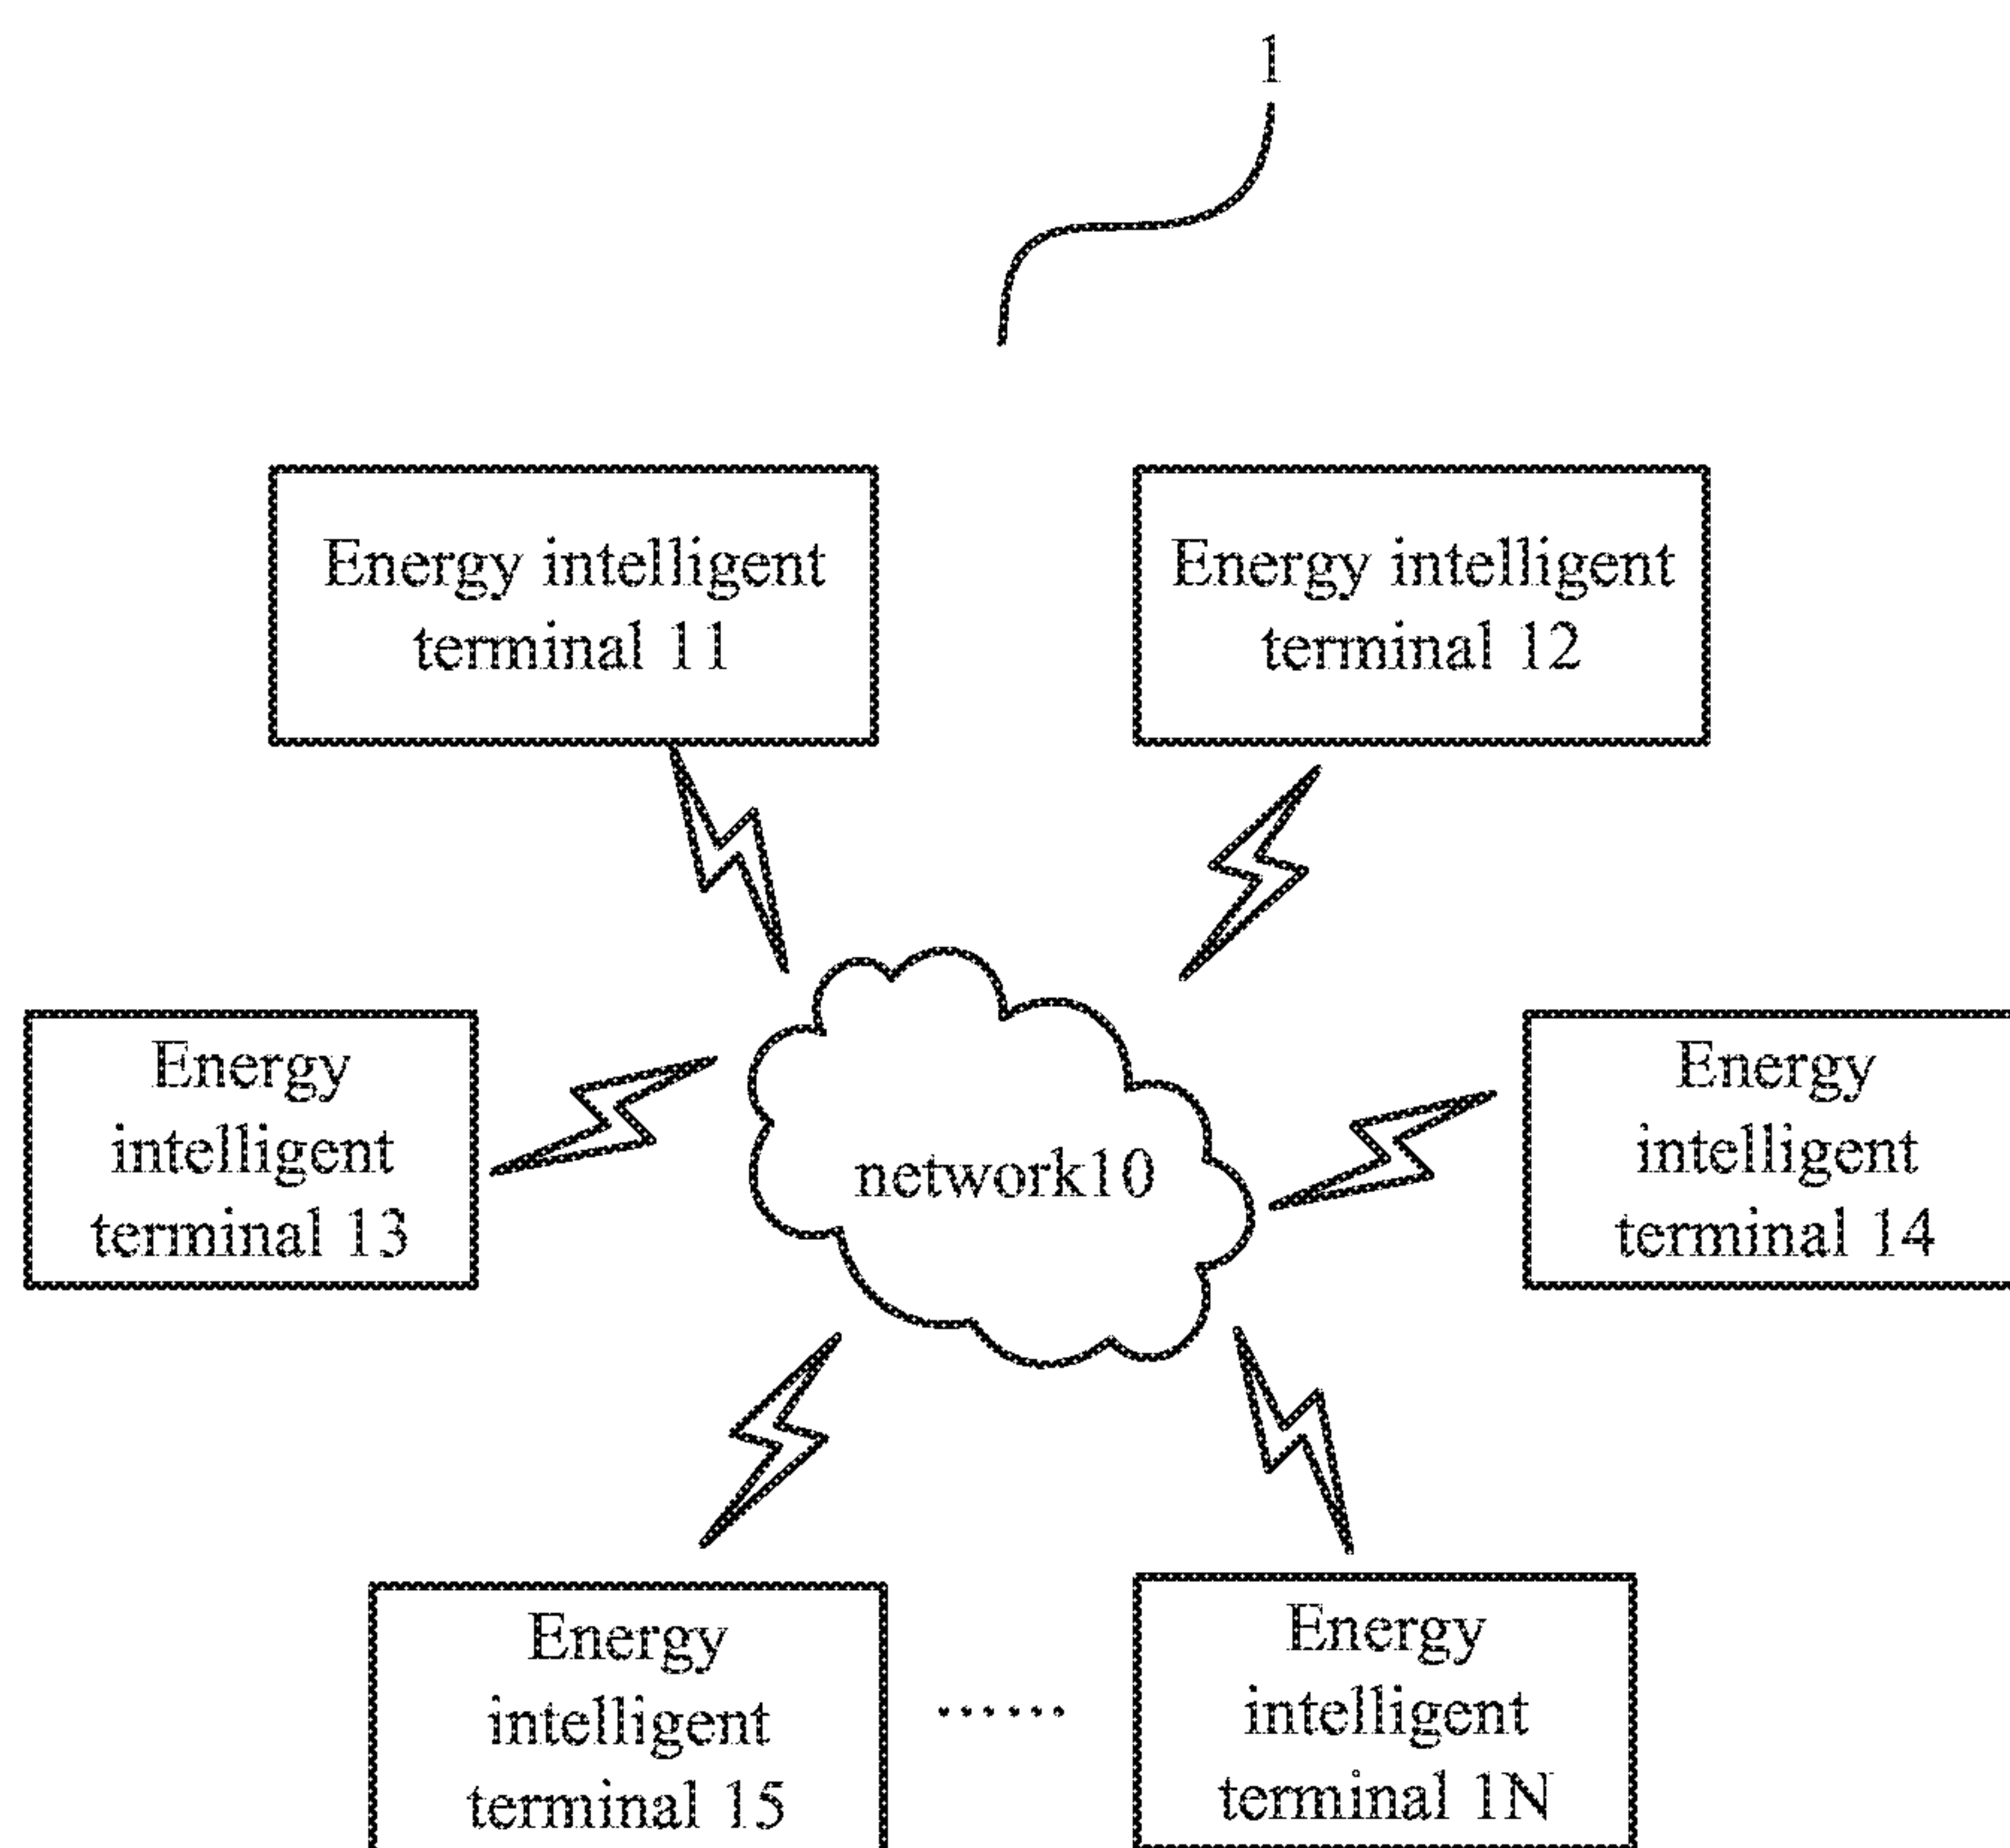 1
Energy intelligent
terminal 11
Energy intelligent
terminal 12
Energy
intelligent
terminal 13
network10
Energy
intelligent
terminal 14
Energy
intelligent
terminal 15
......
Energy
intelligent
terminal 1N